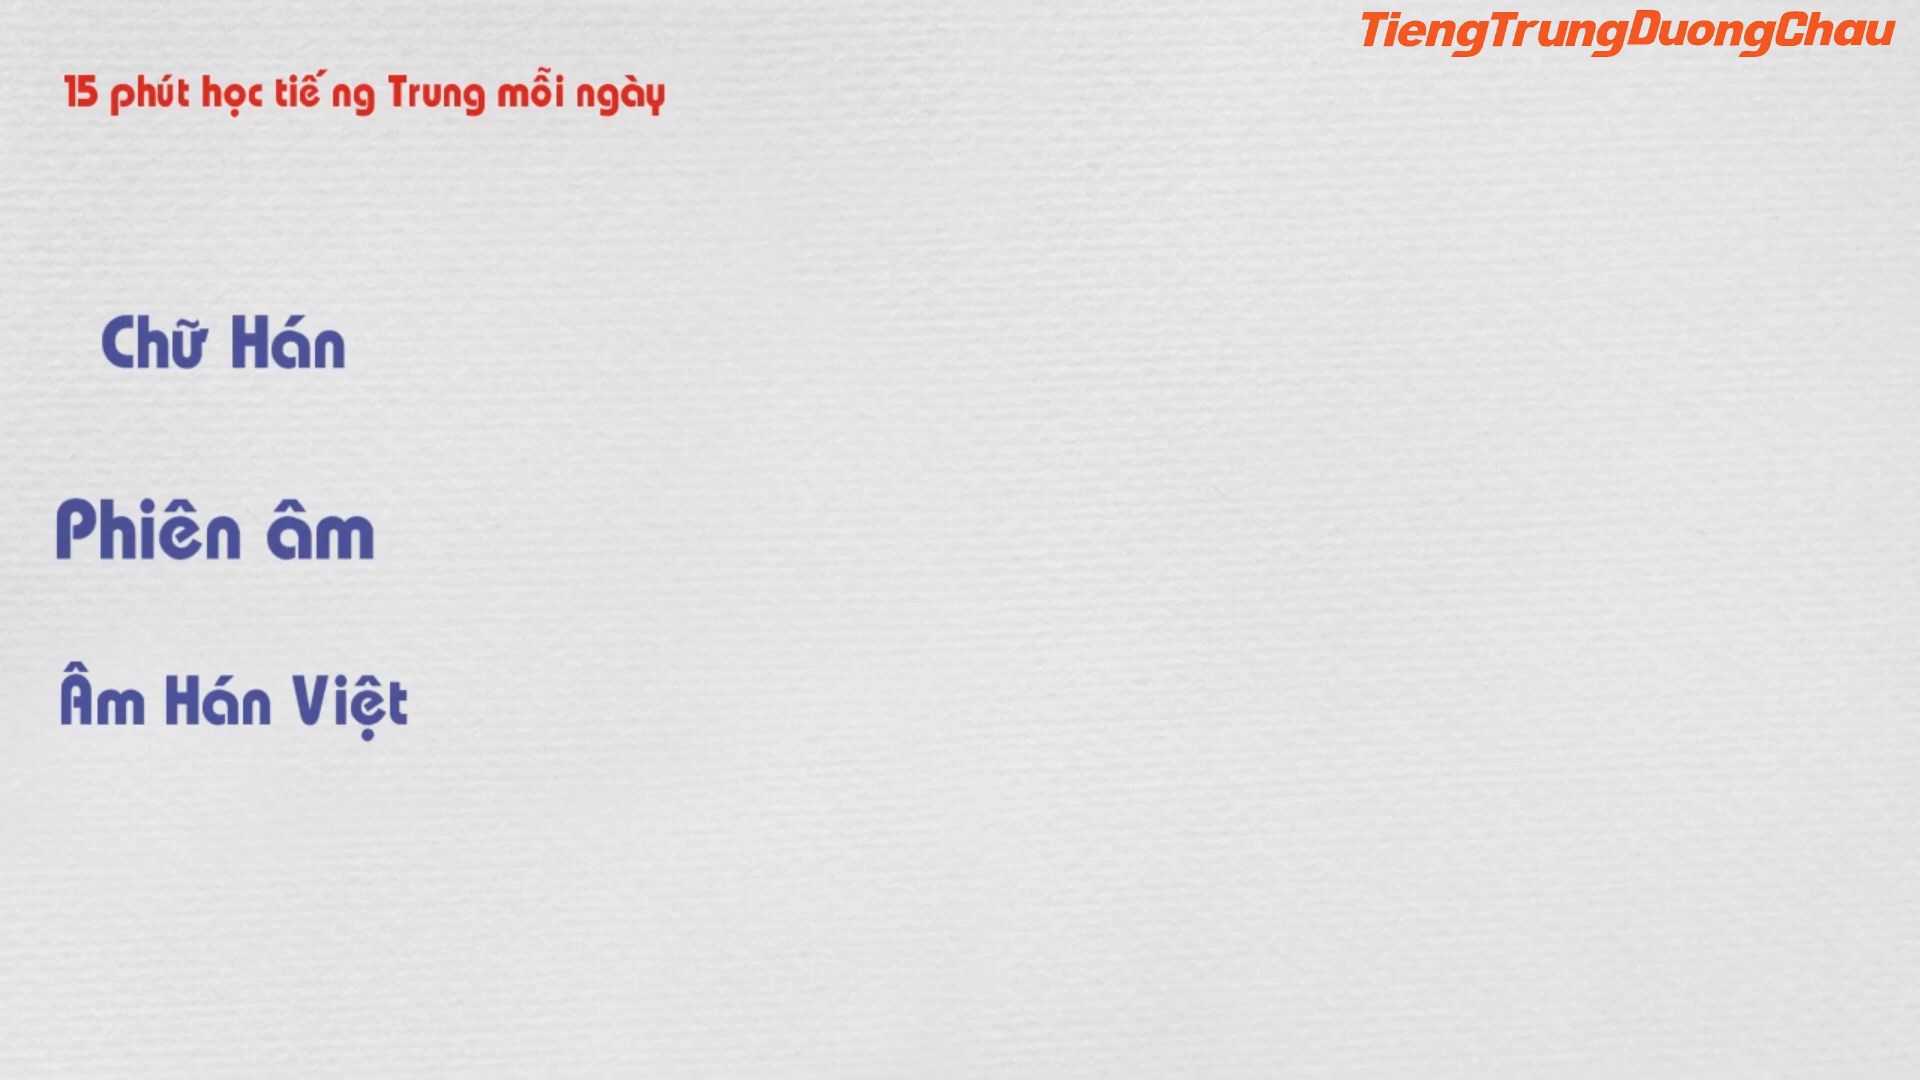 TiengTrungDuongChau
15 phút học tiếng Trung mỗi ngày
Chữ Hán
Phiên âm
Âm Hán Việt